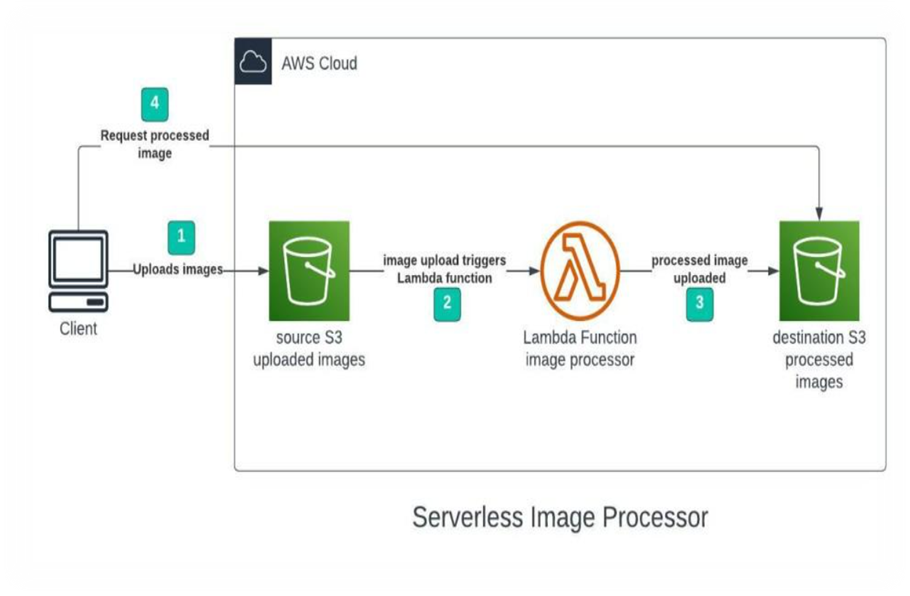 AWS Cloud
4
Request processed
image
1
Uploads images
Client
source S3
uploaded images
image upload triggers
Lambda function
2
Lambda Function
image processor
processed image
uploaded
3
destination S3
processed
images
Serverless Image Processor